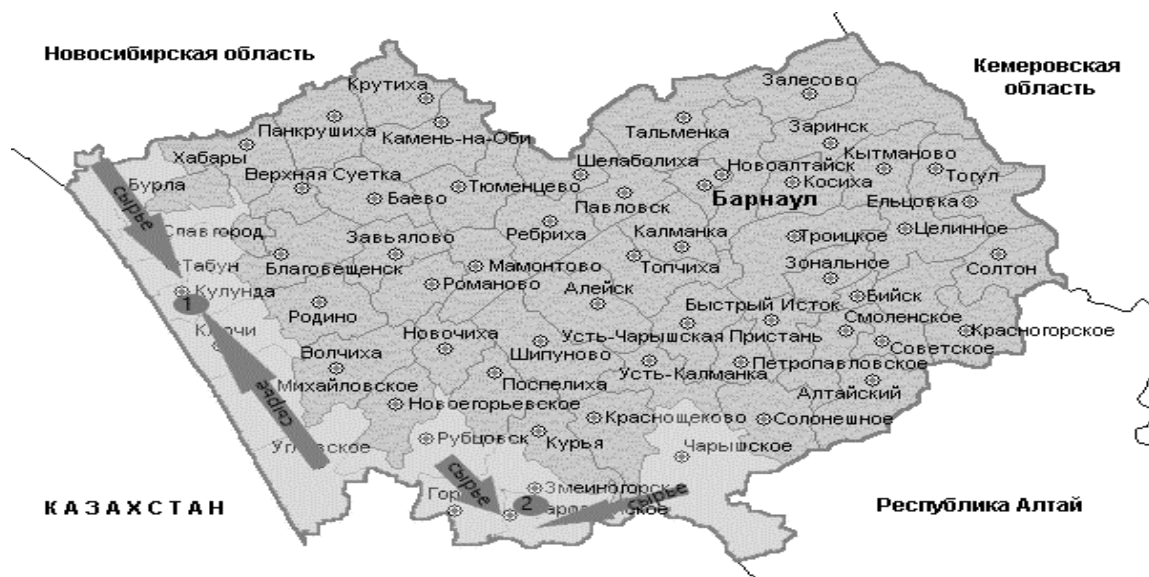 Новосибирская область
Кемеровская
область
Залесово
Крутиха
Тальменка
Заринск
Панкрушиха
Камень-на-Оби
Хабары
Шелаболиха
Новоалтайск
Кытманово
Бурла
Верхняя Суетка
Тюменцево
Косиха
Тогул
сырье
Баево
Павловск
Барнаул
Ельцовка
Славгород
Завьялово
Ребриха
Калманка
Троицкое
Целинное
Табун
Благовещенск
Мамонтово
Топчиха
Зональное
Солтон
Кулунда
Романово
Алейск
Быстрый Исток
Бийск
1
Родино
Смоленское
Ключи
Новочиха
Усть-Чарышская Пристань
Красногорское
Волчиха
Шипуново
Советское
Усть-Калманка
Петропавловское
Михайловское
Поспелиха
Алтайский
сырье
Новоегорьевское
Краснощеково
Солонешное
Угловское
Рубцовск
Курья
Чарышское
сырье
Гор
Змеиногорск
сырье
2
КАЗАХСТАН
Республика Алтай